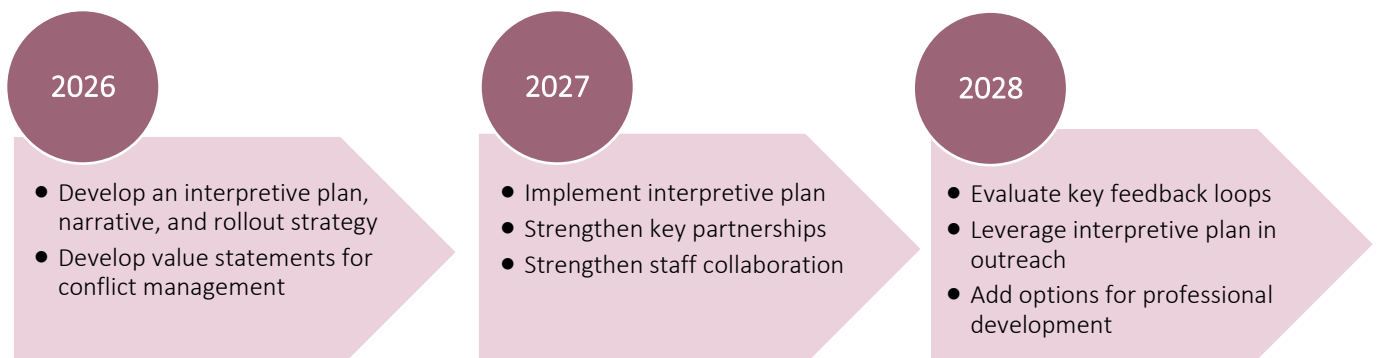 2026
• Develop an interpretive plan,
narrative, and rollout strategy
• Develop value statements for
conflict management
2027
• Implement interpretive plan
• Strengthen key partnerships
• Strengthen staff collaboration
2028
• Evaluate key feedback loops
• Leverage interpretive plan in
outreach
• Add options for professional
development